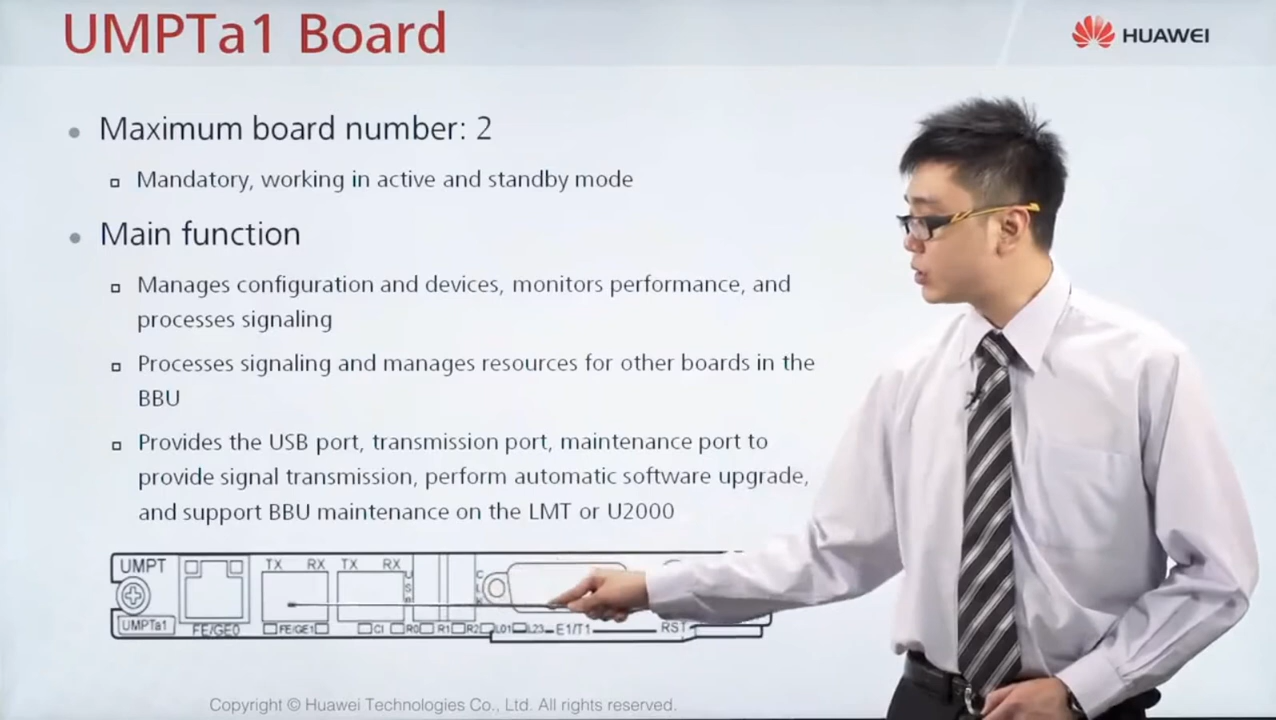 UMPTa1 Board
HUAWEI
Maximum board number: 2
Mandatory, working in active and standby mode
Main function
Manages configuration and devices, monitors performance, and
processes signaling
Processes signaling and manages resources for other boards in the
BBU
Provides the USB port, transmission port, maintenance port to
provide signal transmission, perform automatic software upgrade,
and support BBU maintenance on the LMT or U2000
UMPT TX RX TX RX
USB
UMPTa1 FE/GE0 FE/GE1 CI R0 R1 R2 L01 L23 E1/T1 RST
Copyright © Huawei Technologies Co., Ltd. All rights reserved.